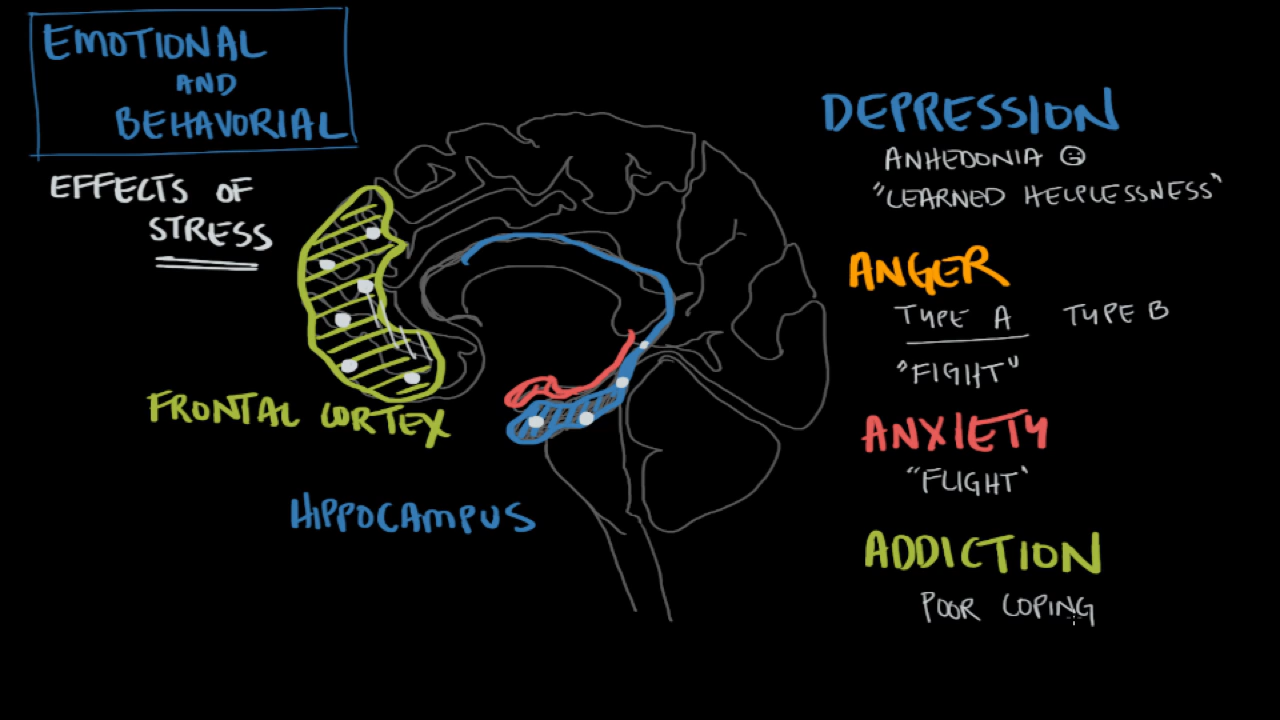 EMOTIONAL
AND
BEHAVORIAL
EFFECTS OF
STRESS
FRONTAL CORTEX
HIPPOCAMPUS
DEPRESSION
ANHEDONIA
"LEARNED HELPLESSNESS"
ANGER
TYPE A TYPE B
"FIGHT"
ANXIETY
"FLIGHT"
ADDICTION
POOR COPING